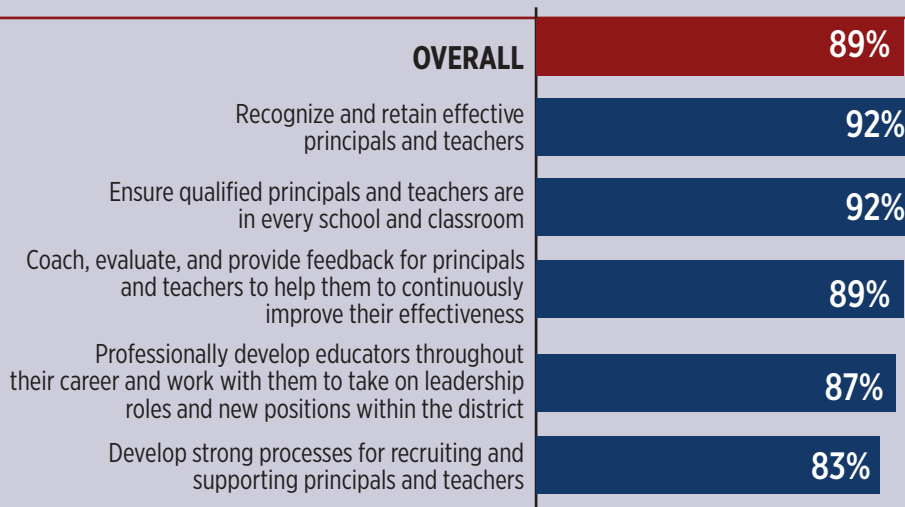 OVERALL 89%
Recognize and retain effective
principals and teachers 92%
Ensure qualified principals and teachers are
in every school and classroom 92%
Coach, evaluate, and provide feedback for principals
and teachers to help them to continuously 89%
improve their effectiveness
Professionally develop educators throughout
their career and work with them to take on leadership 87%
roles and new positions within the district
Develop strong processes for recruiting and
supporting principals and teachers 83%